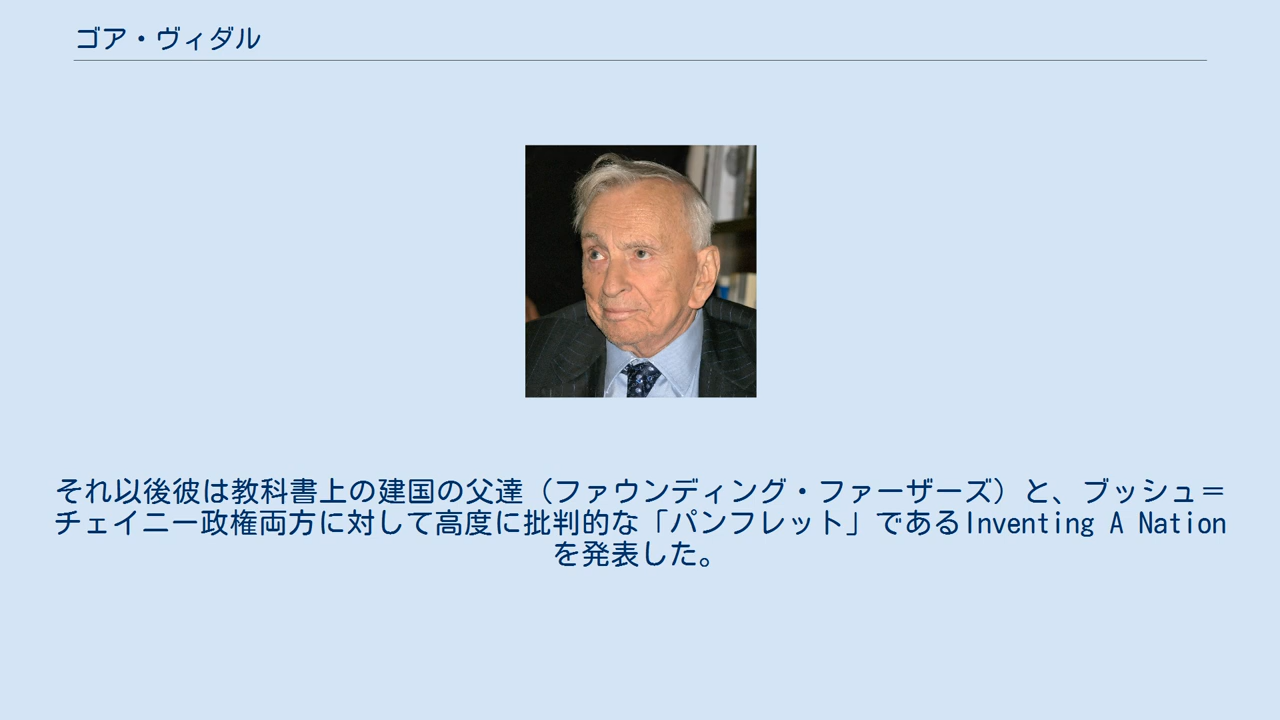 ゴア・ヴィダル
それ以後彼は教科書上の建国の父達（ファウンディング・ファーザーズ）と、ブッシュ＝
チェイニー政権両方に対して高度に批判的な「パンフレット」であるInventing A Nation
を発表した。